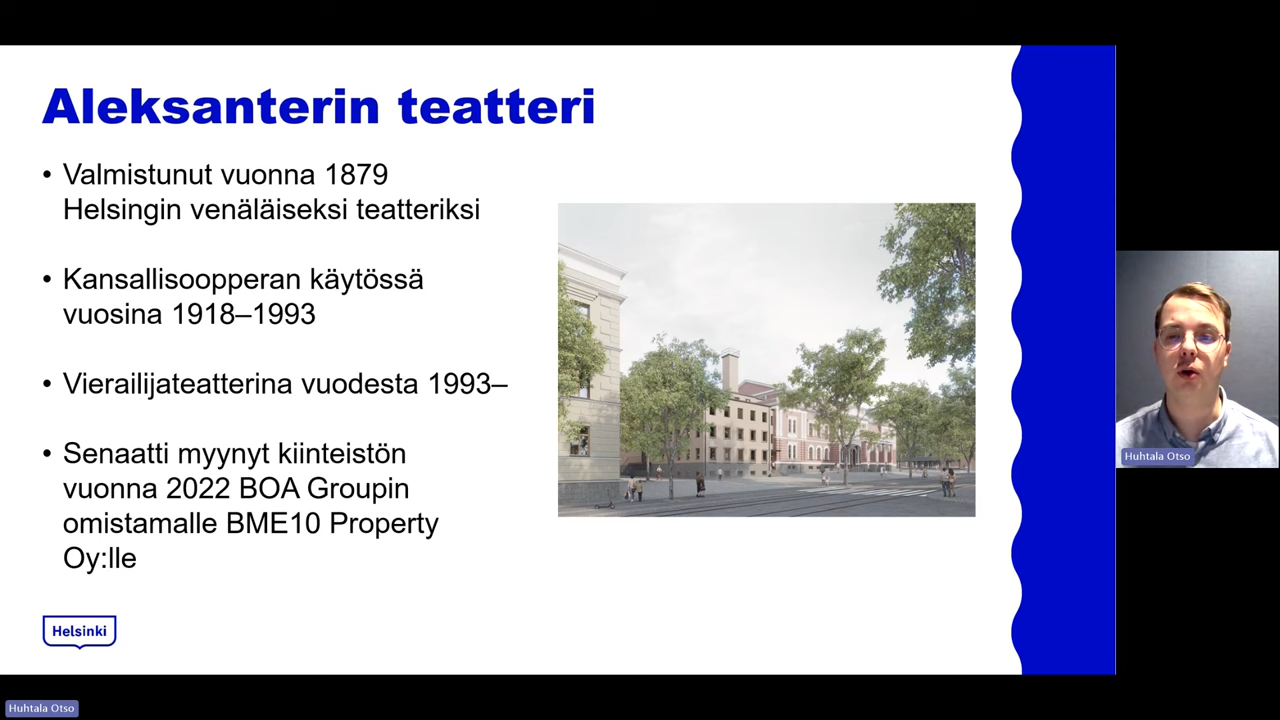 Aleksanterin teatteri
• Valmistunut vuonna 1879
Helsingin venäläiseksi teatteriksi
• Kansallisoopperan käytössä
vuosina 1918–1993
• Vierailijateatterina vuodesta 1993–
• Senaatti myynyt kiinteistön
vuonna 2022 BOA Groupin
omistamalle BME10 Property
Oy:lle
Helsinki
Huhtala Otso
Huhtala Otso